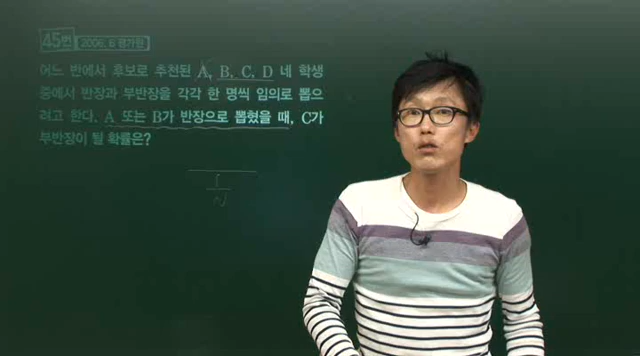 45번 [2006. 6 평가원]
어느 반에서 후보로 추천된 A, B, C, D 네 학생
중에서 반장과 부반장을 각각 한 명씩 임의로 뽑으
려고 한다. A 또는 B가 반장으로 뽑혔을 때, C가
부반장이 될 확률은?